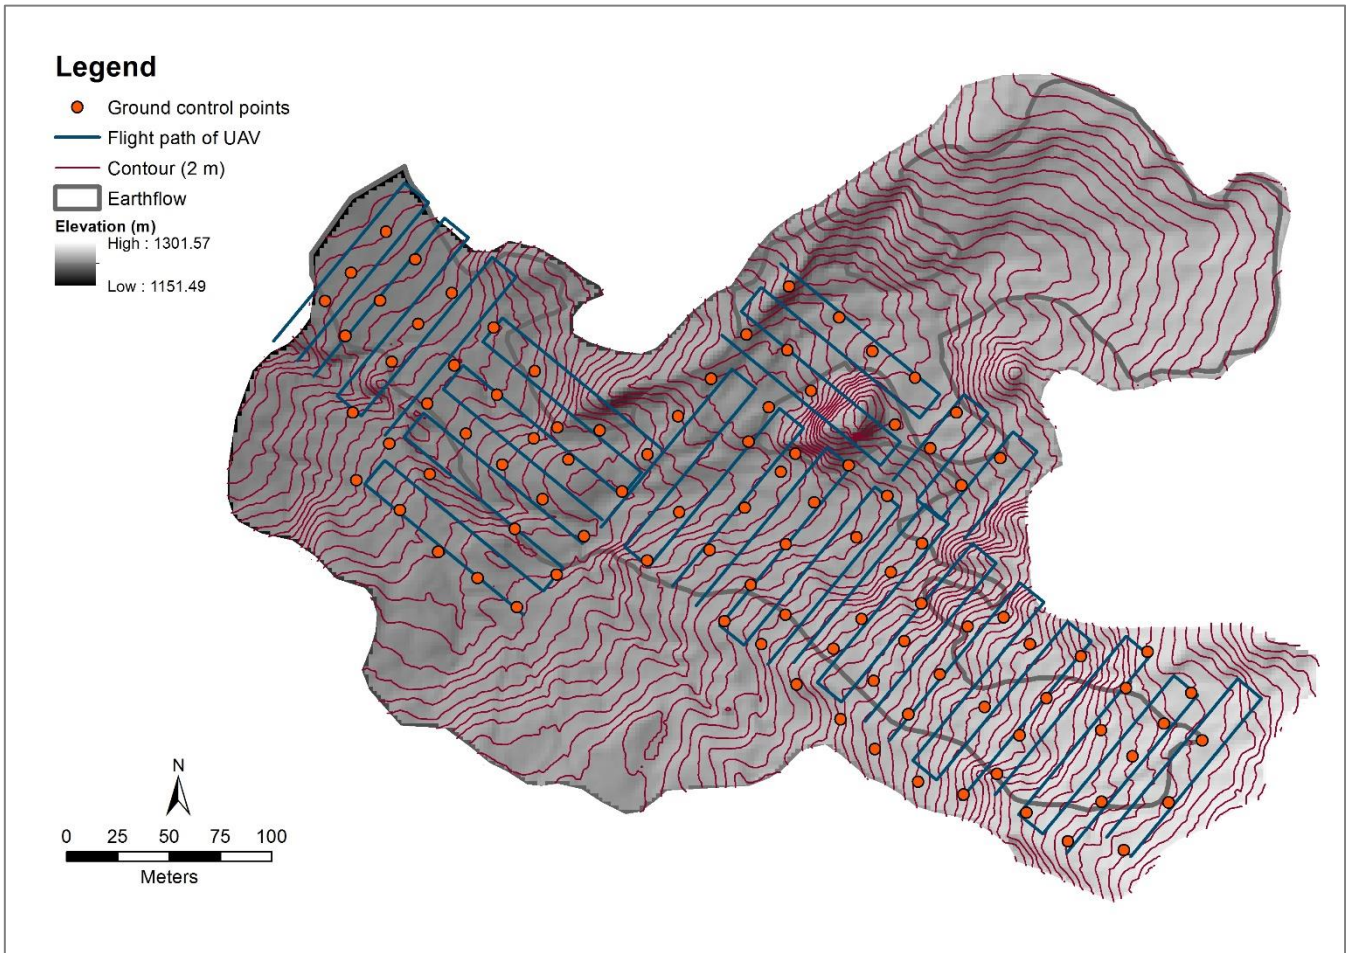 Legend
Ground control points
Flight path of UAV
Contour (2 m)
Earthflow
Elevation (m)
High : 1301.57
Low : 1151.49
N
0 25 50 75 100
Meters